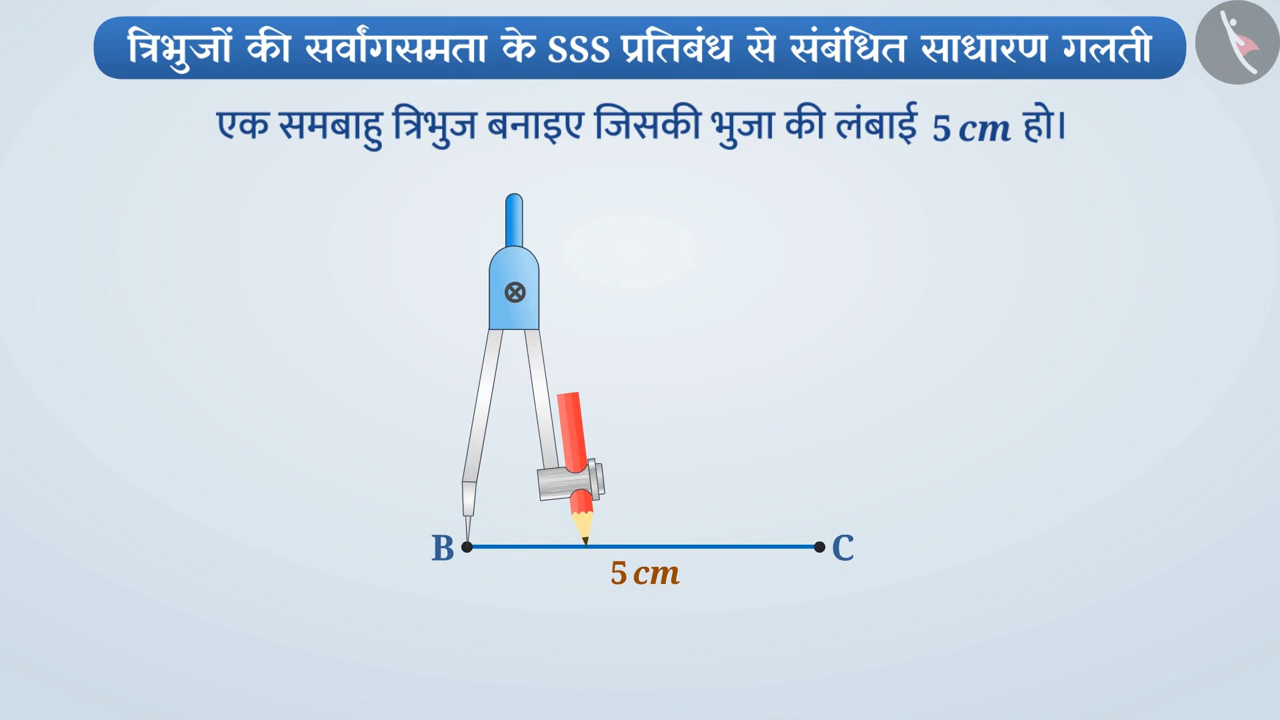 त्रिभुजों की सर्वांगसमता के SSS प्रतिबंध से संबंधित साधारण गलती
एक समबाहु त्रिभुज बनाइए जिसकी भुजा की लंबाई 5 cm हो।
B C
5 cm